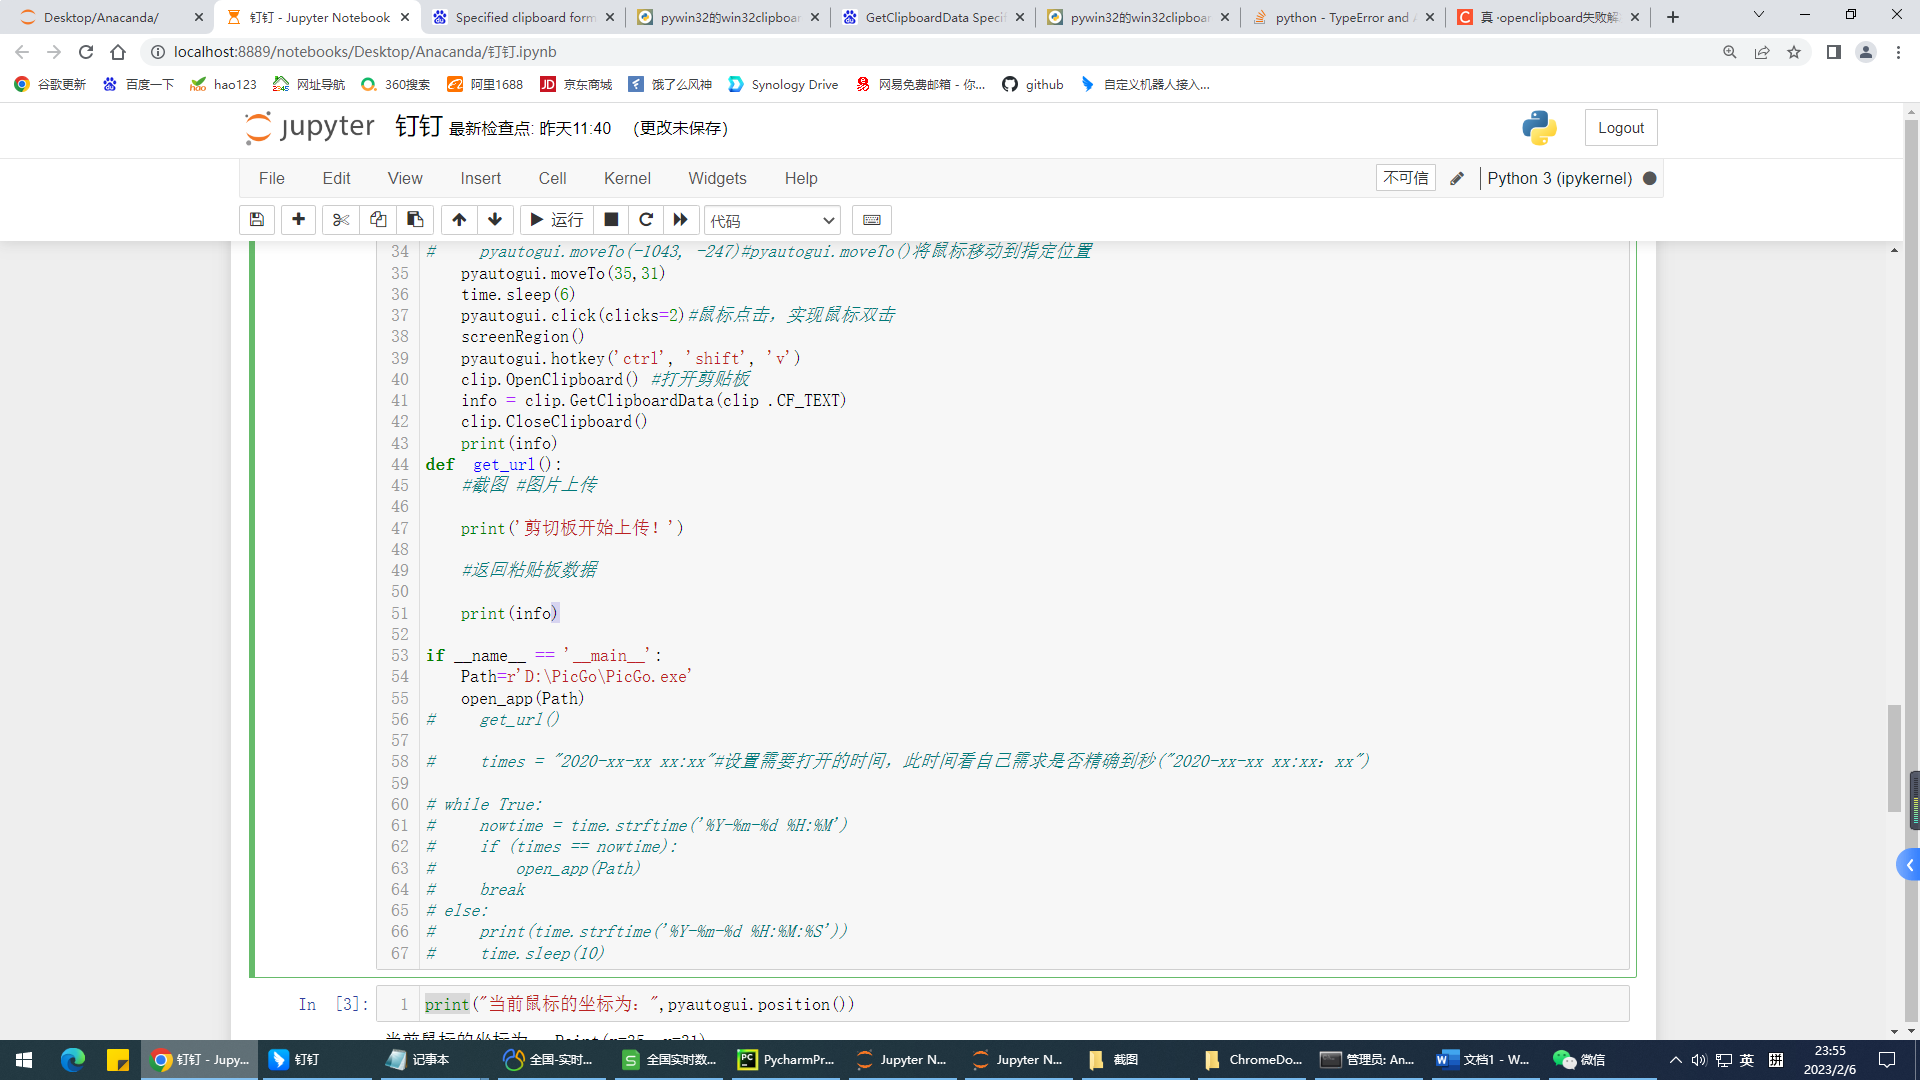 Desktop/Anacanda/
钉钉 - Jupyter Notebook
Specified clipboard form
pywin32的win32clipboar
GetClipboardData Speci
pywin32的win32clipboar
python - TypeError and
真 ·openclipboard失败解
localhost:8889/notebooks/Desktop/Anacanda/钉钉.ipynb
谷歌更新
百度一下
hao123
网址导航
360搜索
阿里1688
京东商城
饿了么风神
Synology Drive
网易免费邮箱 - 你...
github
自定义机器人接入...
jupyter 钉钉 最新检查点: 昨天11:40 (更改未保存)
Logout
File Edit View Insert Cell Kernel Widgets Help
不可信
Python 3 (ipykernel)
运行
代码
34 #     pyautogui.moveTo(-1043, -247)#pyautogui.moveTo()将鼠标移动到指定位置
35     pyautogui.moveTo(35,31)
36     time.sleep(6)
37     pyautogui.click(clicks=2)#鼠标点击，实现鼠标双击
38     screenRegion()
39     pyautogui.hotkey('ctrl', 'shift', 'v')
40     clip.OpenClipboard() #打开剪贴板
41     info = clip.GetClipboardData(clip .CF_TEXT)
42     clip.CloseClipboard()
43     print(info)
44 def  get_url():
45     #截图 #图片上传
46
47     print('剪切板开始上传！')
48
49     #返回粘贴板数据
50
51     print(info)
52
53 if __name__ == '__main__':
54     Path=r'D:\PicGo\PicGo.exe'
55     open_app(Path)
56 #     get_url()
57
58 #     times = "2020-xx-xx xx:xx"#设置需要打开的时间，此时间看自己需求是否精确到秒("2020-xx-xx xx:xx：xx")
59
60 # while True:
61 #     nowtime = time.strftime('%Y-%m-%d %H:%M')
62 #     if (times == nowtime):
63 #         open_app(Path)
64 #     break
65 # else:
66 #     print(time.strftime('%Y-%m-%d %H:%M:%S'))
67 #     time.sleep(10)
In [3]: 1 print("当前鼠标的坐标为：",pyautogui.position())
当前鼠标的坐标为： Point(x=35, y=31)
钉钉 - Jupy...
钉钉
记事本
全国-实时...
全国实时数...
PycharmPr...
Jupyter N...
Jupyter N...
截图
ChromeDo...
管理员: An...
文档1 - W...
微信
英
拼
23:55
2023/2/6